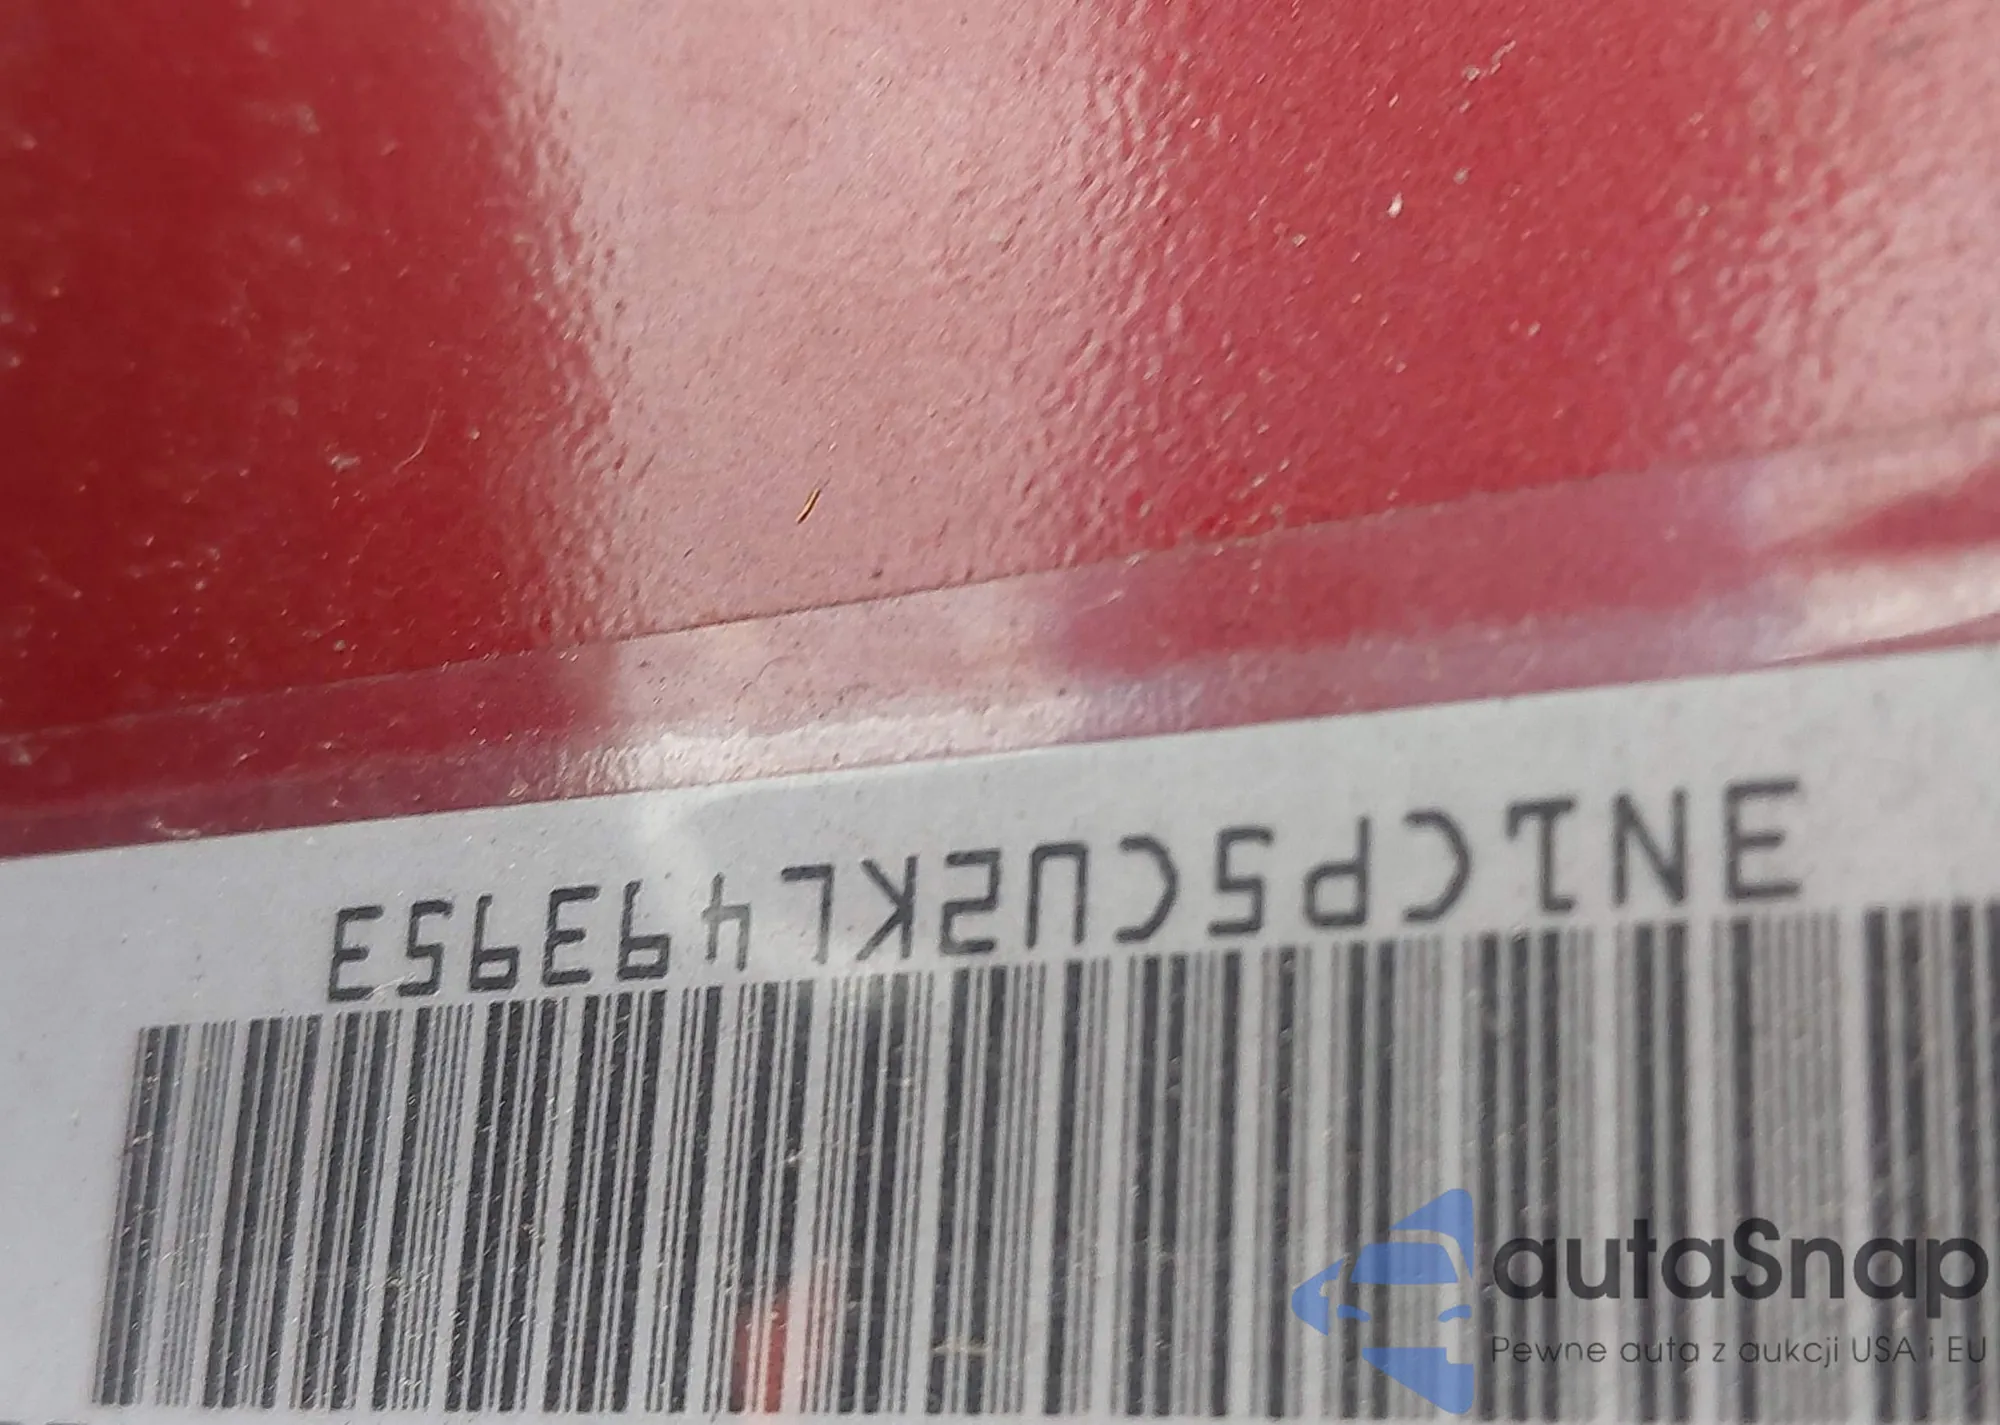 3N1CP5CU2KL493953
autaSnap
Pewne auta z aukcji USA i EU